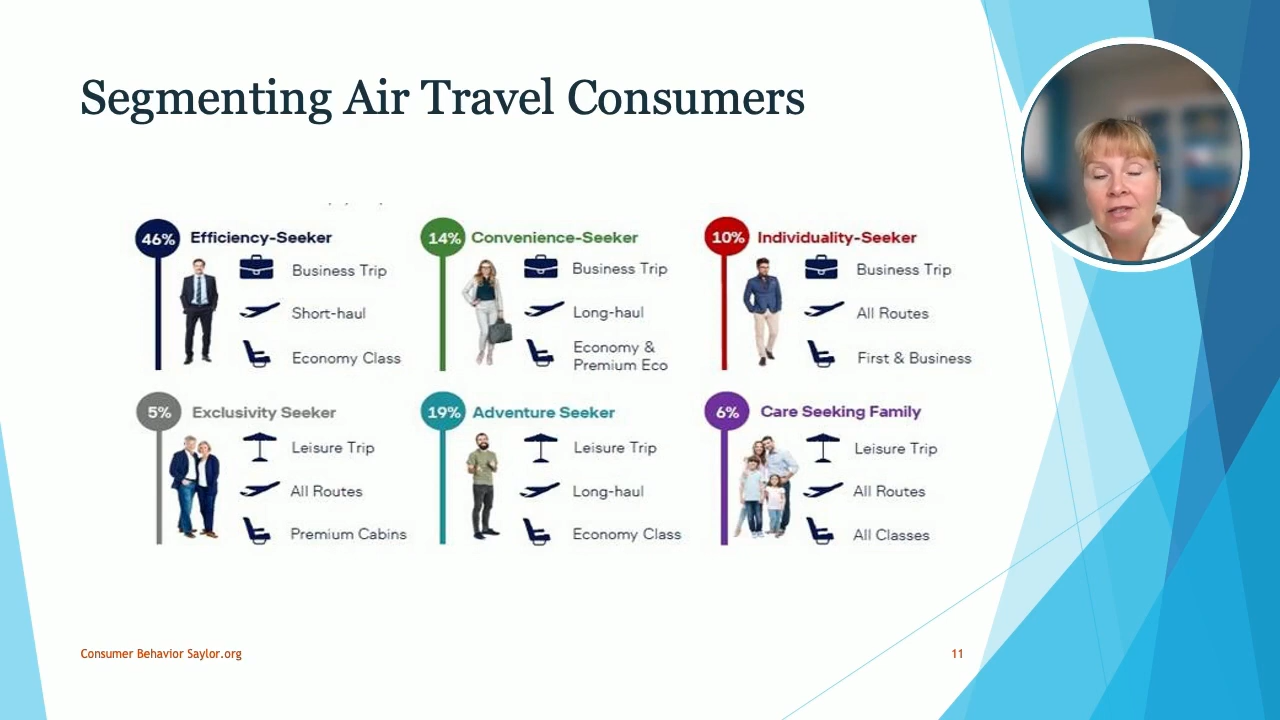 Segmenting Air Travel Consumers
46% Efficiency-Seeker
Business Trip
Short-haul
Economy Class
14% Convenience-Seeker
Business Trip
Long-haul
Economy &
Premium Eco
10% Individuality-Seeker
Business Trip
All Routes
First & Business
5% Exclusivity Seeker
Leisure Trip
All Routes
Premium Cabins
19% Adventure Seeker
Leisure Trip
Long-haul
Economy Class
6% Care Seeking Family
Leisure Trip
All Routes
All Classes
Consumer Behavior Saylor.org
11